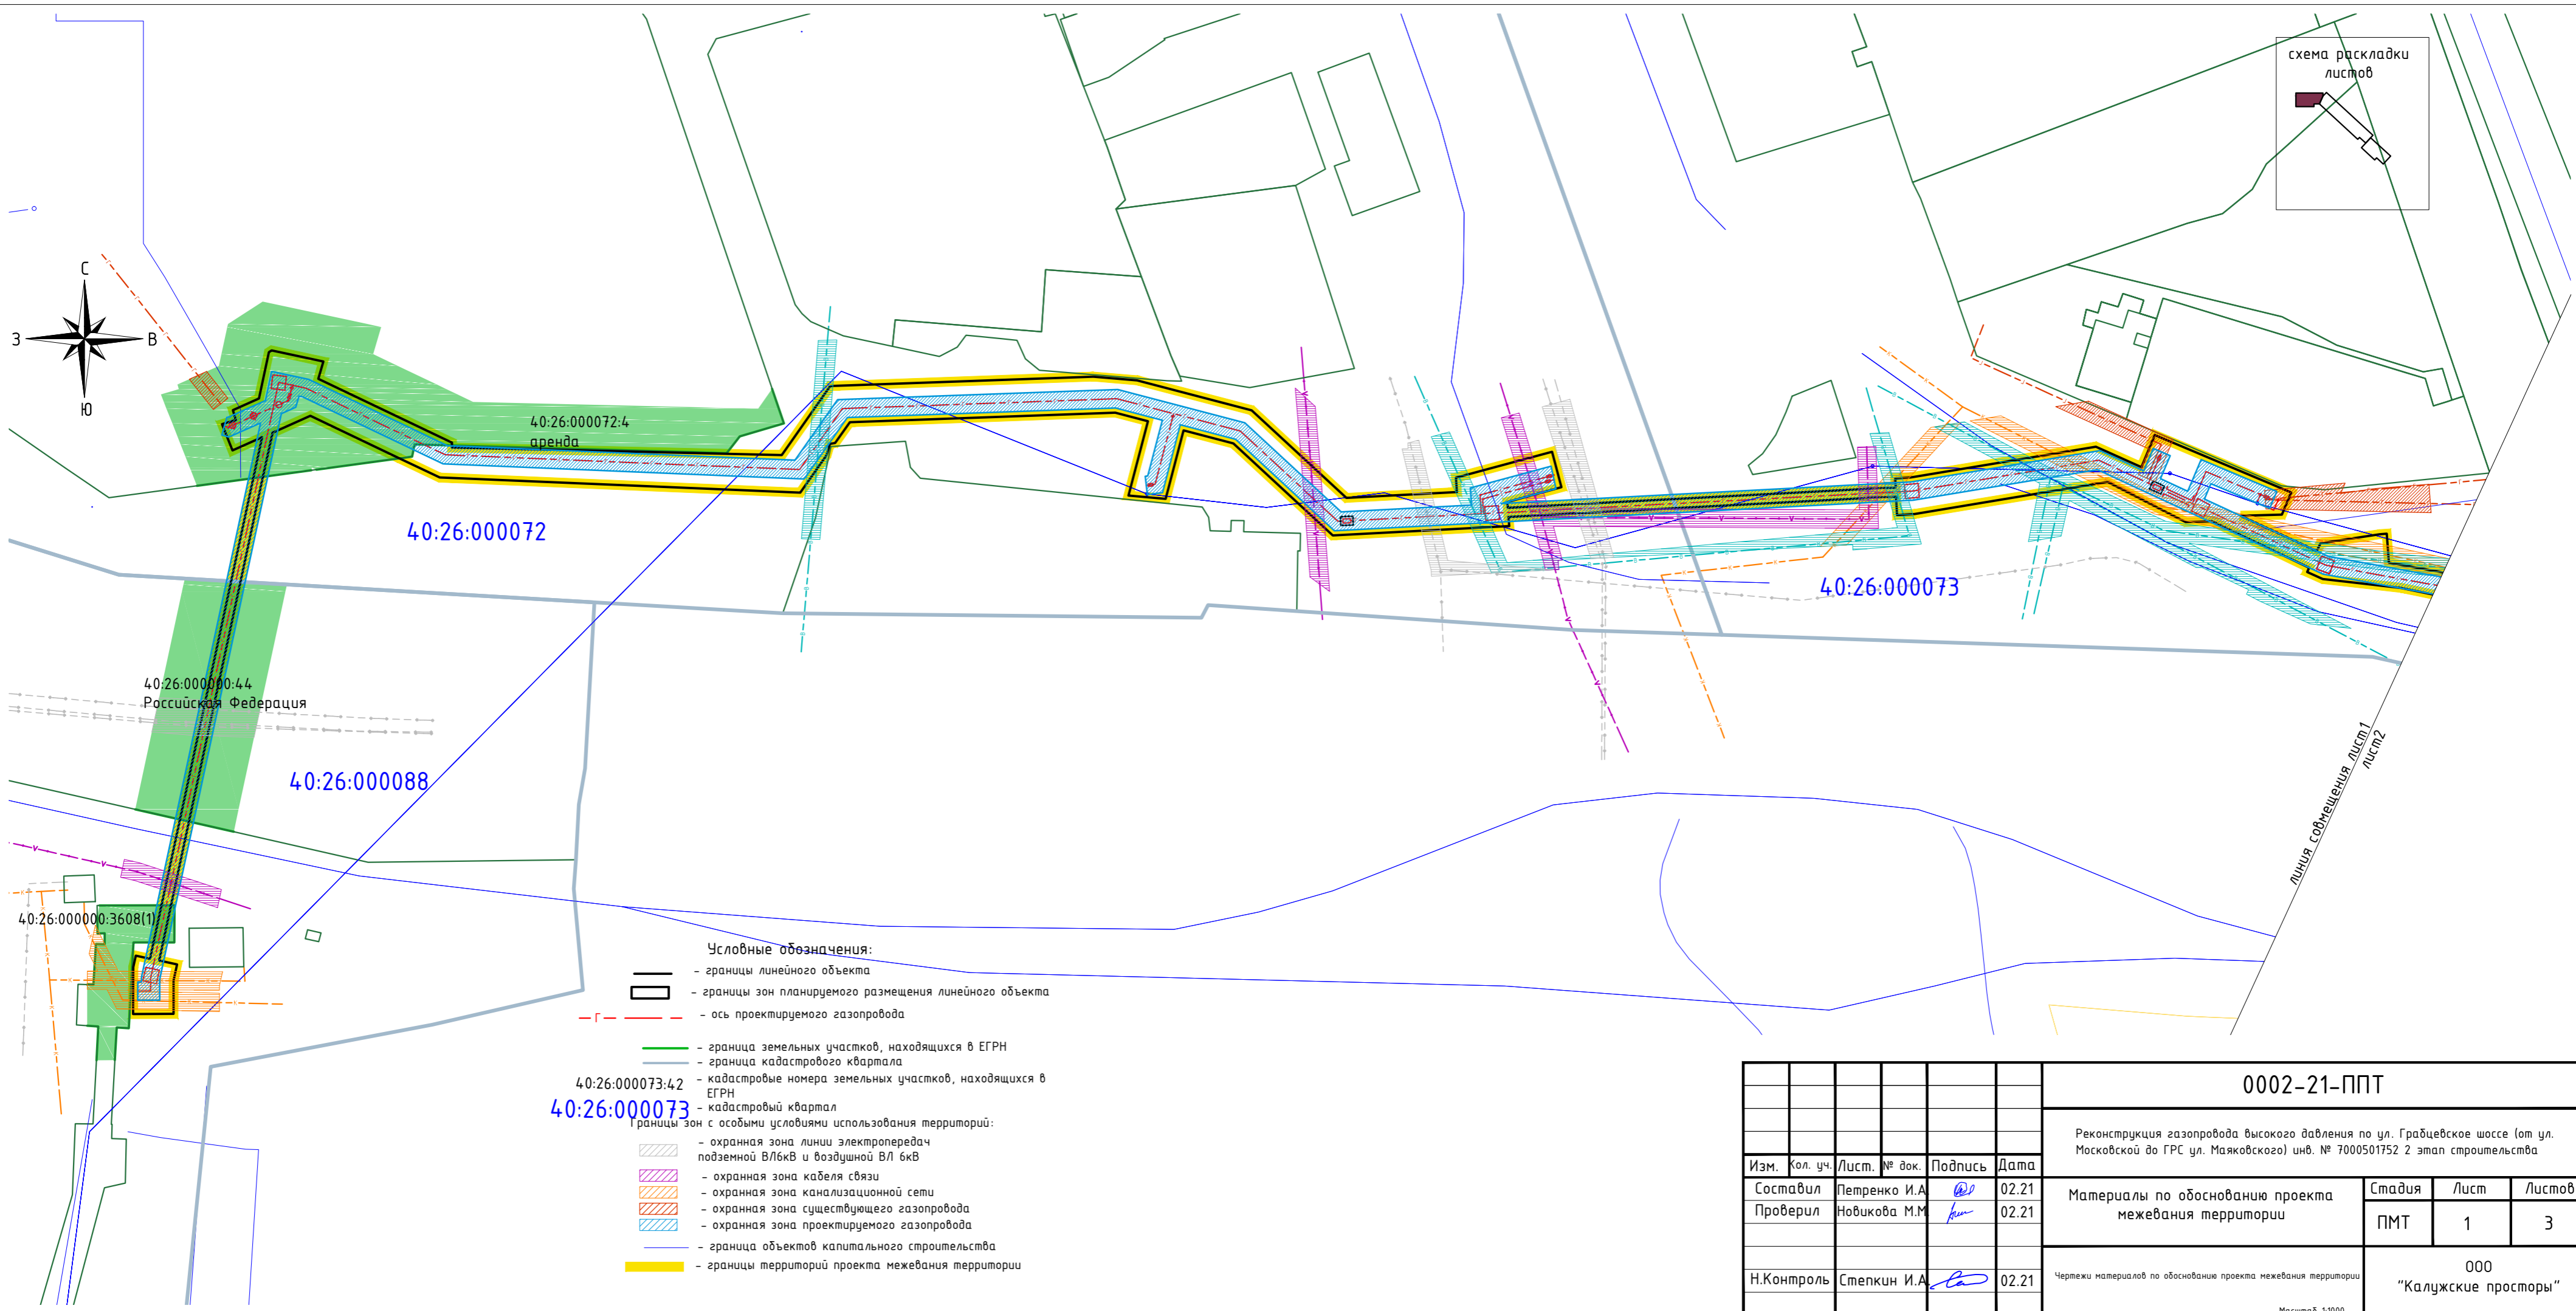 схема раскладки
листов
С
З
В
Ю
40:26:000072:4
аренда
40:26:000072
40:26:000073
40:26:000000:44
Российская Федерация
40:26:000088
линия совмещения лист1
лист2
40:26:000000:3608(1)
Условные обозначения:
- границы линейного объекта
- границы зон планируемого размещения линейного объекта
Г
- ось проектируемого газопровода
- граница земельных участков, находящихся в ЕГРН
- граница кадастрового квартала
40:26:000073:42 - кадастровые номера земельных участков, находящихся в
ЕГРН
40:26:000073 - кадастровый квартал
Границы зон с особыми условиями использования территорий:
- охранная зона линии электропередач
подземной ВЛ6кВ и воздушной ВЛ 6кВ
- охранная зона кабеля связи
- охранная зона канализационной сети
- охранная зона существующего газопровода
- охранная зона проектируемого газопровода
- граница объектов капитального строительства
- границы территорий проекта межевания территории
0002-21-ППТ
Реконструкция газопровода высокого давления по ул. Грабцевское шоссе (от ул.
Московской до ГРС ул. Маяковского) инв. № 7000501752 2 этап строительства
Изм. Кол. уч. Лист. № док. Подпись Дата
Составил Петренко И.А 02.21
Проверил Новикова М.М 02.21
Н.Контроль Степкин И.А 02.21
Материалы по обоснованию проекта
межевания территории
Стадия Лист Листов
ПМТ 1 3
Чертежи материалов по обоснованию проекта межевания территории
Масштаб 1:1000
ООО
"Калужские просторы"